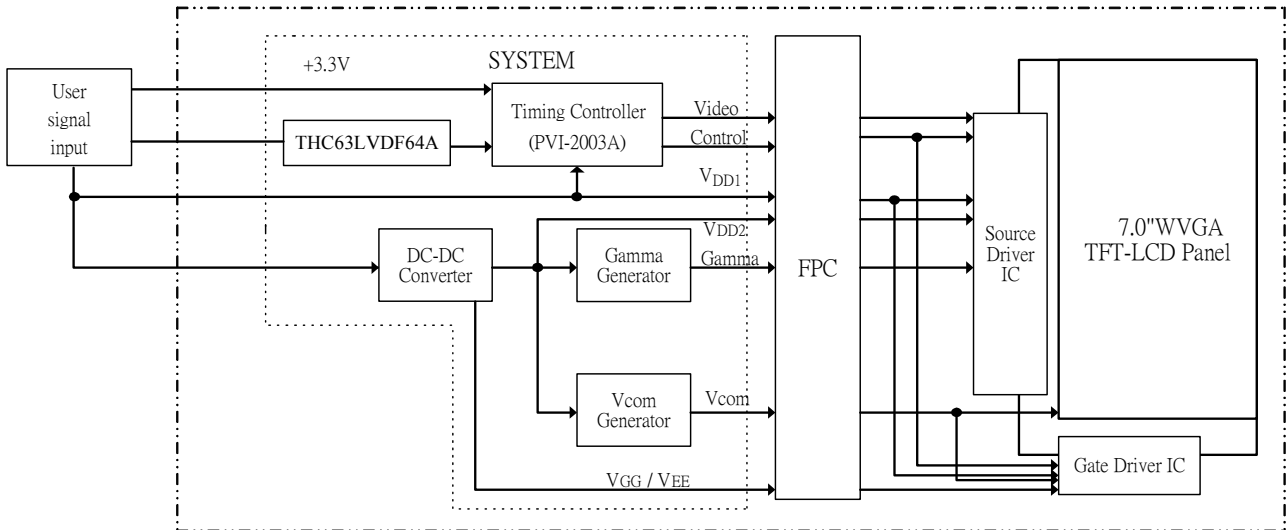 +3.3V
SYSTEM
User
signal
input
THC63LVDF64A
Timing Controller
(PVI-2003A)
Video
Control
VDD1
VDD2
DC-DC
Converter
Gamma
Generator
Gamma
FPC
Source
Driver
IC
7.0"WVGA
TFT-LCD Panel
Vcom
Generator
Vcom
VGG / VEE
Gate Driver IC